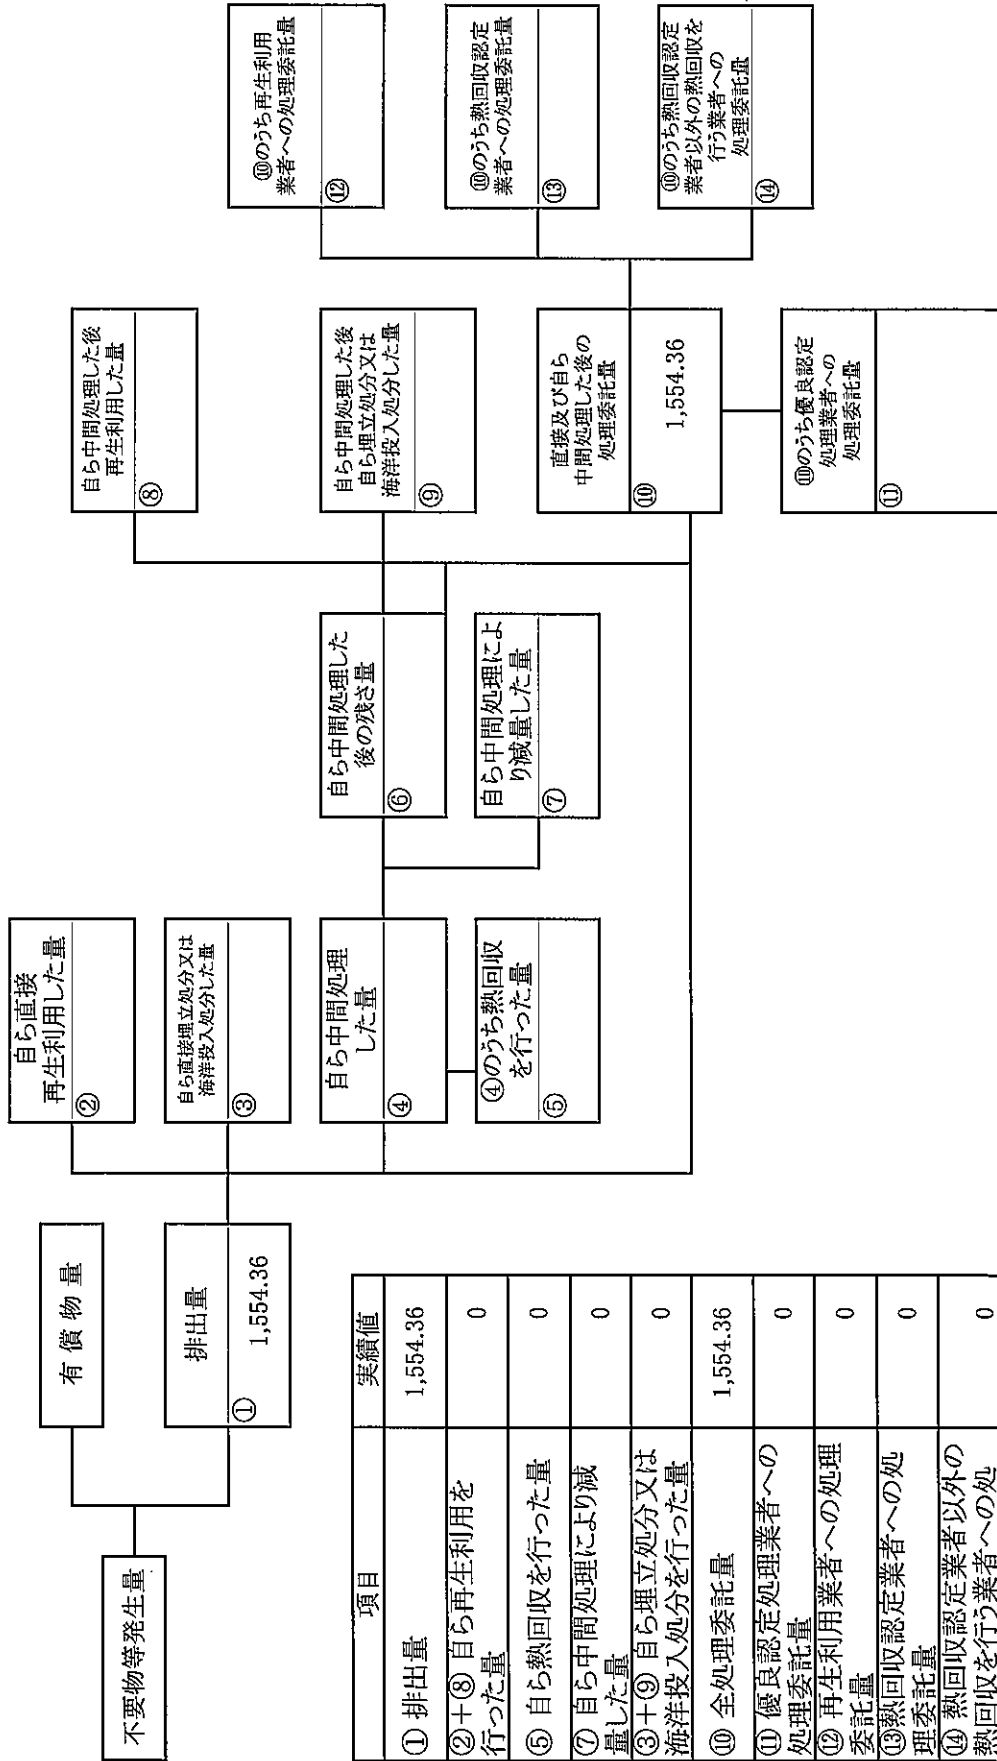 不要物等発生量
有償物量
排出量
①
1,554.36
自ら直接
再生利用した量
②
自ら直接埋立処分又は
海洋投入処分した量
③
自ら中間処理
した量
④
④のうち熱回収
を行った量
⑤
自ら中間処理した
後の残さ量
⑥
自ら中間処理によ
り減量した量
⑦
自ら中間処理した後
再生利用した量
⑧
自ら中間処理した後
自ら埋立処分又は
海洋投入処分した量
⑨
直接及び自ら
中間処理した後の
処理委託量
⑩
1,554.36
⑩のうち優良認定
処理業者への
処理委託量
⑪
⑩のうち再生利用
業者への処理委託量
⑫
⑩のうち熱回収認定
業者への処理委託量
⑬
⑩のうち熱回収認定
業者以外の熱回収を
行う業者への
処理委託量
⑭
項目 実績値
① 排出量 1,554.36
②+⑧ 自ら再生利用を
行った量 0
⑤ 自ら熱回収を行った量 0
⑦ 自ら中間処理により減
量した量 0
③+⑨ 自ら埋立処分又は
海洋投入処分を行った量 0
⑩ 全処理委託量 1,554.36
⑪ 優良認定処理業者への
処理委託量 0
⑫ 再生利用業者への処理
委託量 0
⑬熱回収認定業者への処
理委託量 0
⑭ 熱回収認定業者以外の
熱回収を行う業者への処 0